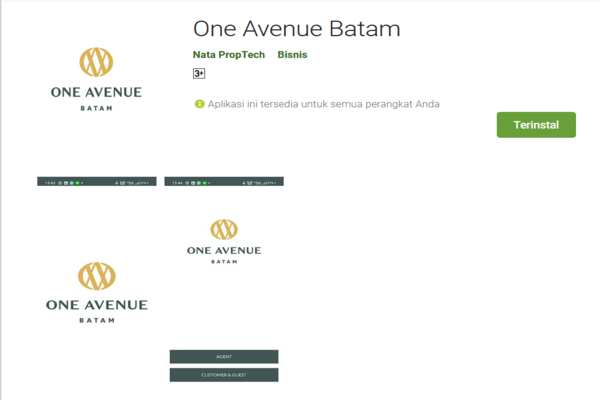 One Avenue Batam
Nata PropTech Bisnis
3+
Aplikasi ini tersedia untuk semua perangkat Anda
Terinstal
ONE AVENUE
BATAM
15:43
ONE AVENUE
BATAM
15:44
ONE AVENUE
BATAM
AGENT
CUSTOMER & GUEST